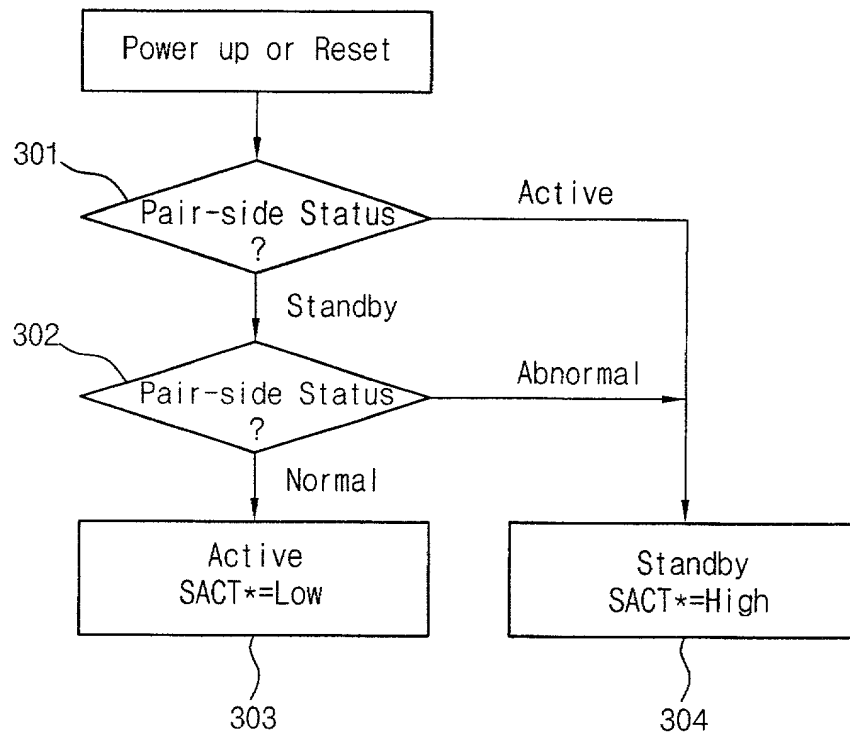 Power up or Reset
301
Pair-side Status
?
Active
Standby
302
Pair-side Status
?
Abnormal
Normal
Active
SACT*=Low
Standby
SACT*=High
303
304